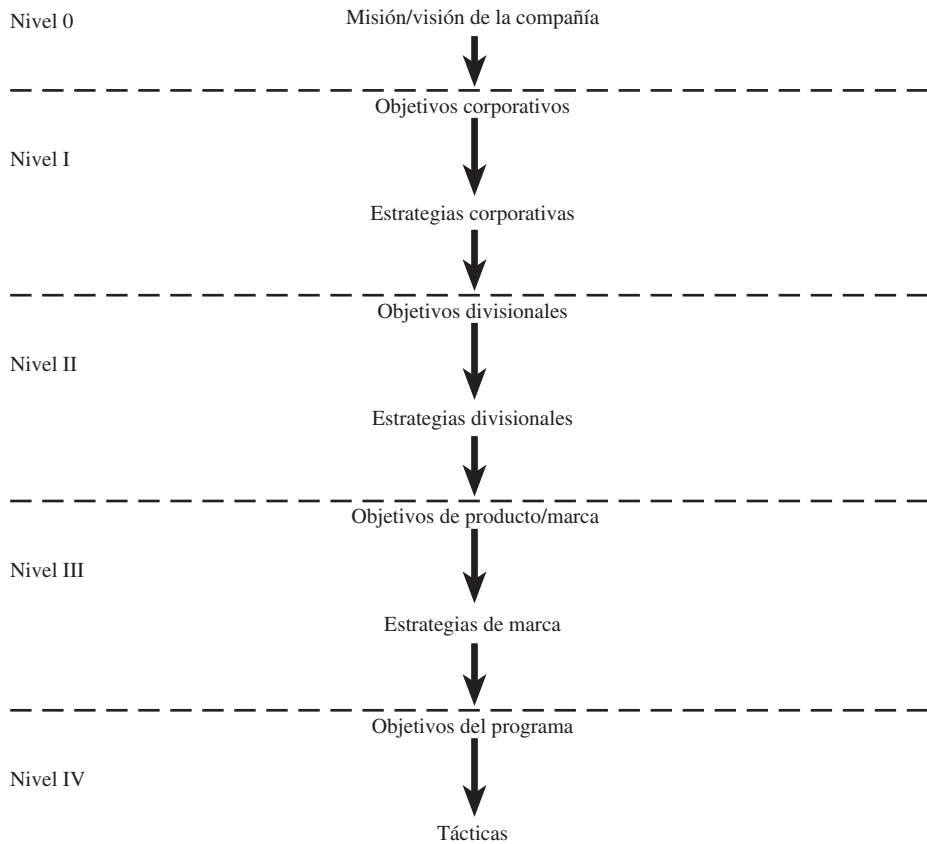 Nivel 0
Misión/visión de la compañía
Objetivos corporativos
Nivel I
Estrategias corporativas
Objetivos divisionales
Nivel II
Estrategias divisionales
Objetivos de producto/marca
Nivel III
Estrategias de marca
Objetivos del programa
Nivel IV
Tácticas